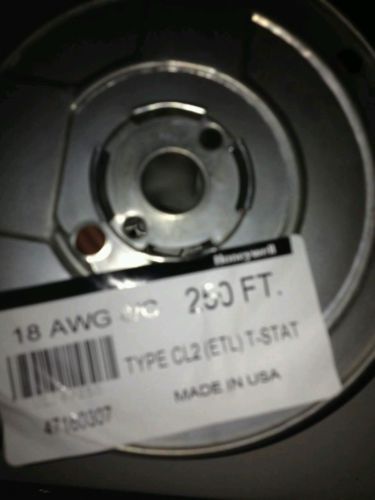 Honeywell
18 AWG 250 FT.
TYPE CL2 (ETL) T-STAT
MADE IN USA